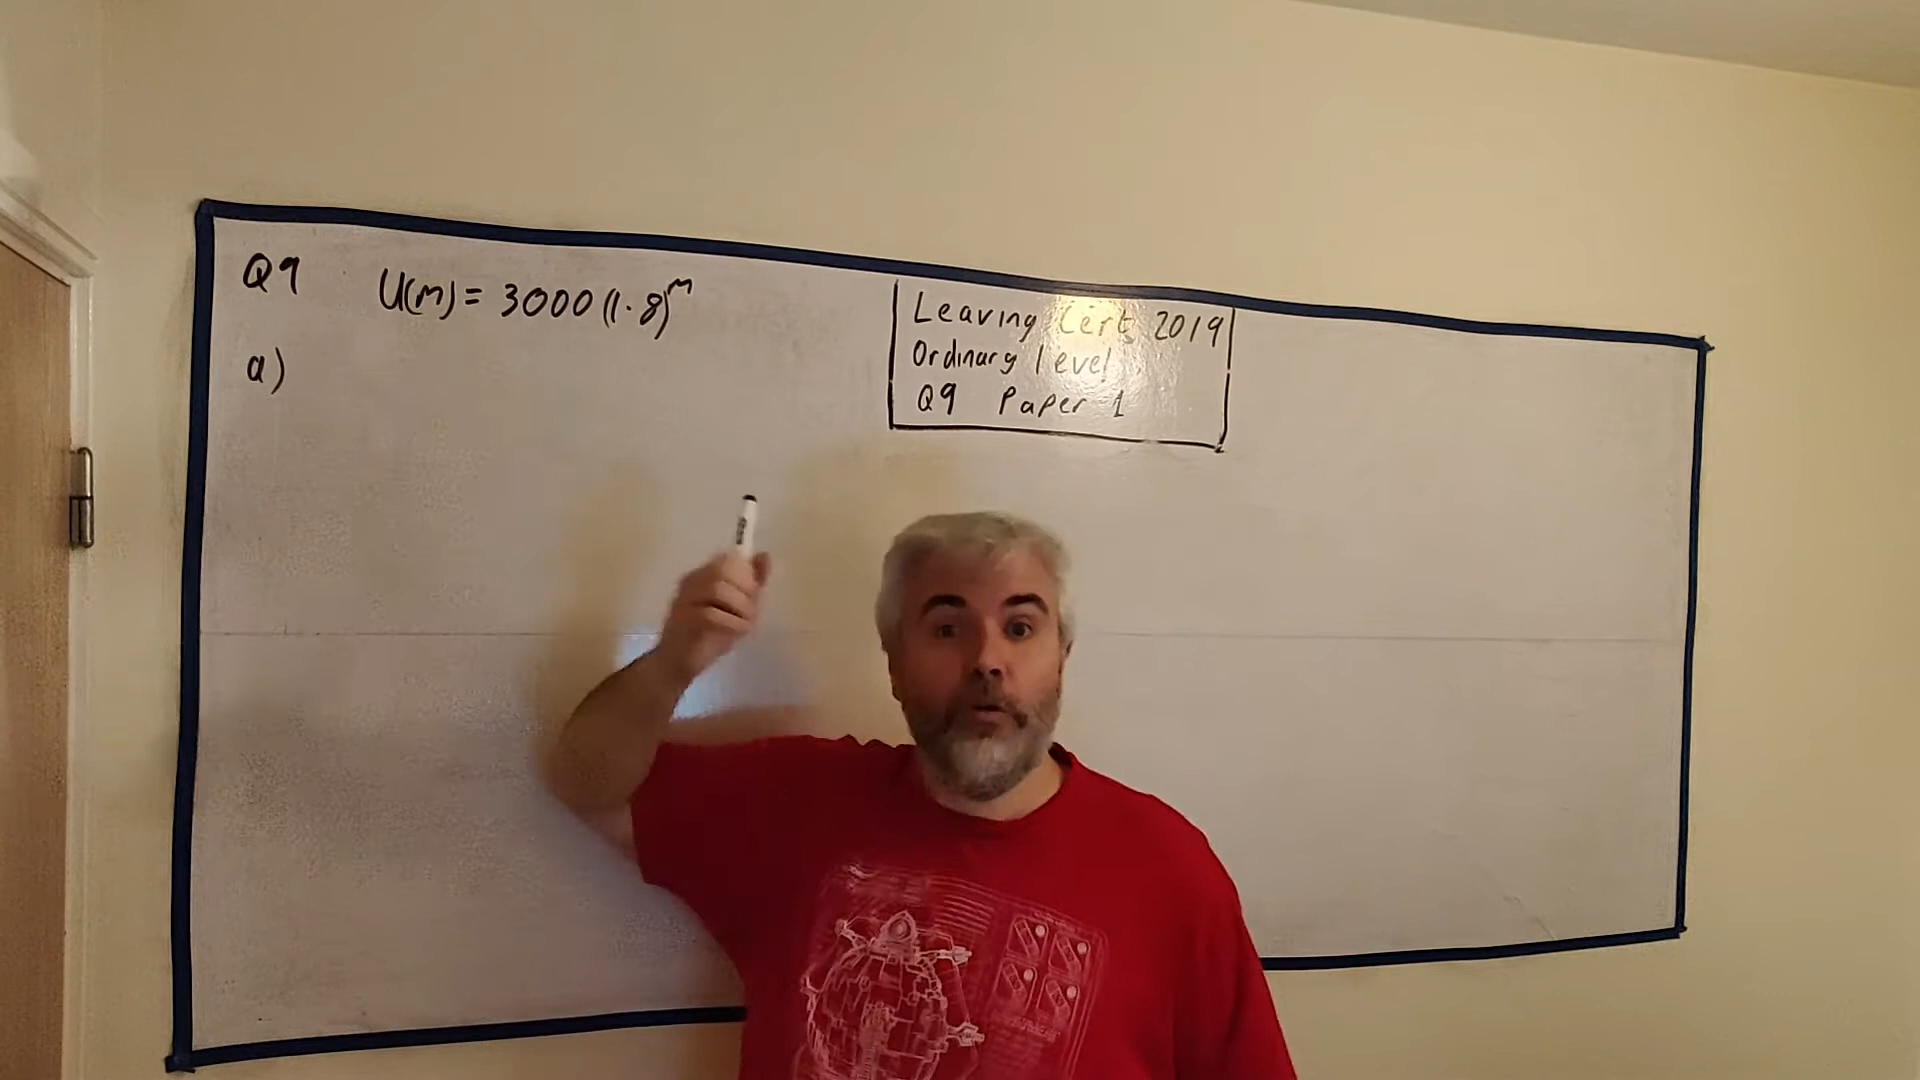 Q9 U(m) = 3000 (1.8)^m
a)
Leaving Cert 2019
Ordinary level
Q9 Paper 1